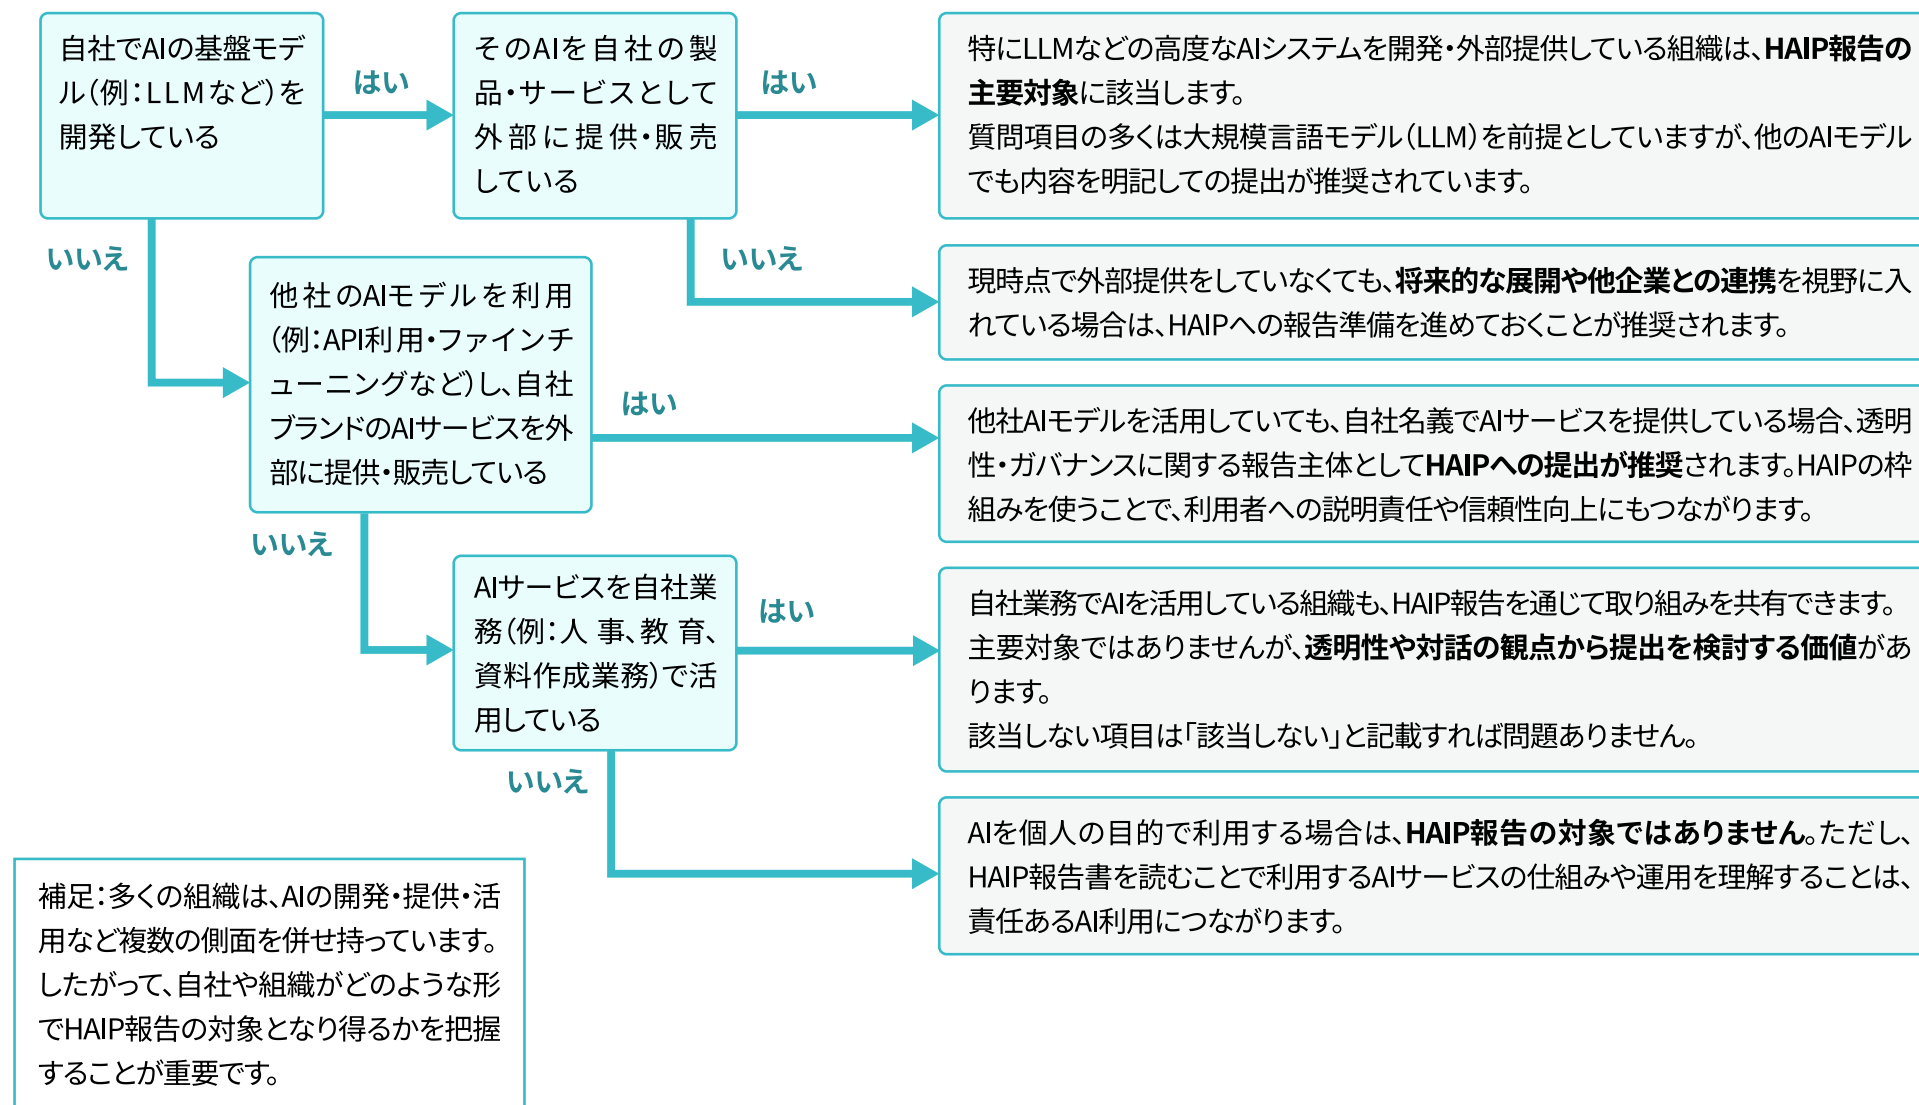 自社でAIの基盤モデ
ル（例：LLMなど）を
開発している
はい
そのAIを自社の製
品・サービスとして
外部に提供・販売
している
はい
特にLLMなどの高度なAIシステムを開発・外部提供している組織は、HAIP報告の
主要対象に該当します。
質問項目の多くは大規模言語モデル（LLM）を前提としていますが、他のAIモデル
でも内容を明記しての提出が推奨されています。
いいえ
いいえ
現時点で外部提供をしていなくても、将来的な展開や他企業との連携を視野に入
れている場合は、HAIPへの報告準備を進めておくことが推奨されます。
他社のAIモデルを利用
（例：API利用・ファインチ
ューニングなど）し、自社
ブランドのAIサービスを外
部に提供・販売している
はい
他社AIモデルを活用していても、自社名義でAIサービスを提供している場合、透明
性・ガバナンスに関する報告主体としてHAIPへの提出が推奨されます。HAIPの枠
組みを使うことで、利用者への説明責任や信頼性向上にもつながります。
いいえ
AIサービスを自社業
務（例：人事、教育、
資料作成業務）で活
用している
はい
自社業務でAIを活用している組織も、HAIP報告を通じて取り組みを共有できます。
主要対象ではありませんが、透明性や対話の観点から提出を検討する価値があ
ります。
該当しない項目は「該当しない」と記載すれば問題ありません。
いいえ
AIを個人の目的で利用する場合は、HAIP報告の対象ではありません。ただし、
HAIP報告書を読むことで利用するAIサービスの仕組みや運用を理解することは、
責任あるAI利用につながります。
補足：多くの組織は、AIの開発・提供・活
用など複数の側面を併せ持っています。
したがって、自社や組織がどのような形
でHAIP報告の対象となり得るかを把握
することが重要です。